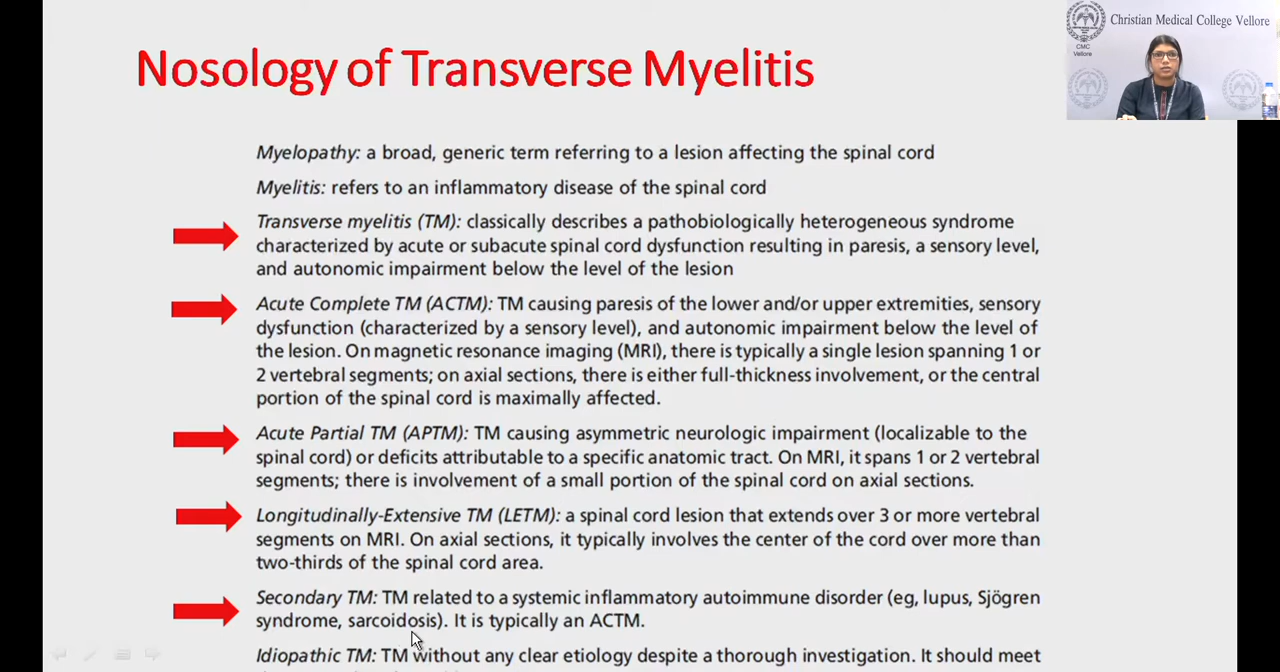 Nosology of Transverse Myelitis
Christian Medical College Vellore
CMC
Vellore
Myelopathy: a broad, generic term referring to a lesion affecting the spinal cord
Myelitis: refers to an inflammatory disease of the spinal cord
Transverse myelitis (TM): classically describes a pathobiologically heterogeneous syndrome
characterized by acute or subacute spinal cord dysfunction resulting in paresis, a sensory level,
and autonomic impairment below the level of the lesion
Acute Complete TM (ACTM): TM causing paresis of the lower and/or upper extremities, sensory
dysfunction (characterized by a sensory level), and autonomic impairment below the level of
the lesion. On magnetic resonance imaging (MRI), there is typically a single lesion spanning 1 or
2 vertebral segments; on axial sections, there is either full-thickness involvement, or the central
portion of the spinal cord is maximally affected.
Acute Partial TM (APTM): TM causing asymmetric neurologic impairment (localizable to the
spinal cord) or deficits attributable to a specific anatomic tract. On MRI, it spans 1 or 2 vertebral
segments; there is involvement of a small portion of the spinal cord on axial sections.
Longitudinally-Extensive TM (LETM): a spinal cord lesion that extends over 3 or more vertebral
segments on MRI. On axial sections, it typically involves the center of the cord over more than
two-thirds of the spinal cord area.
Secondary TM: TM related to a systemic inflammatory autoimmune disorder (eg, lupus, Sjögren
syndrome, sarcoidosis). It is typically an ACTM.
Idiopathic TM: TM without any clear etiology despite a thorough investigation. It should meet